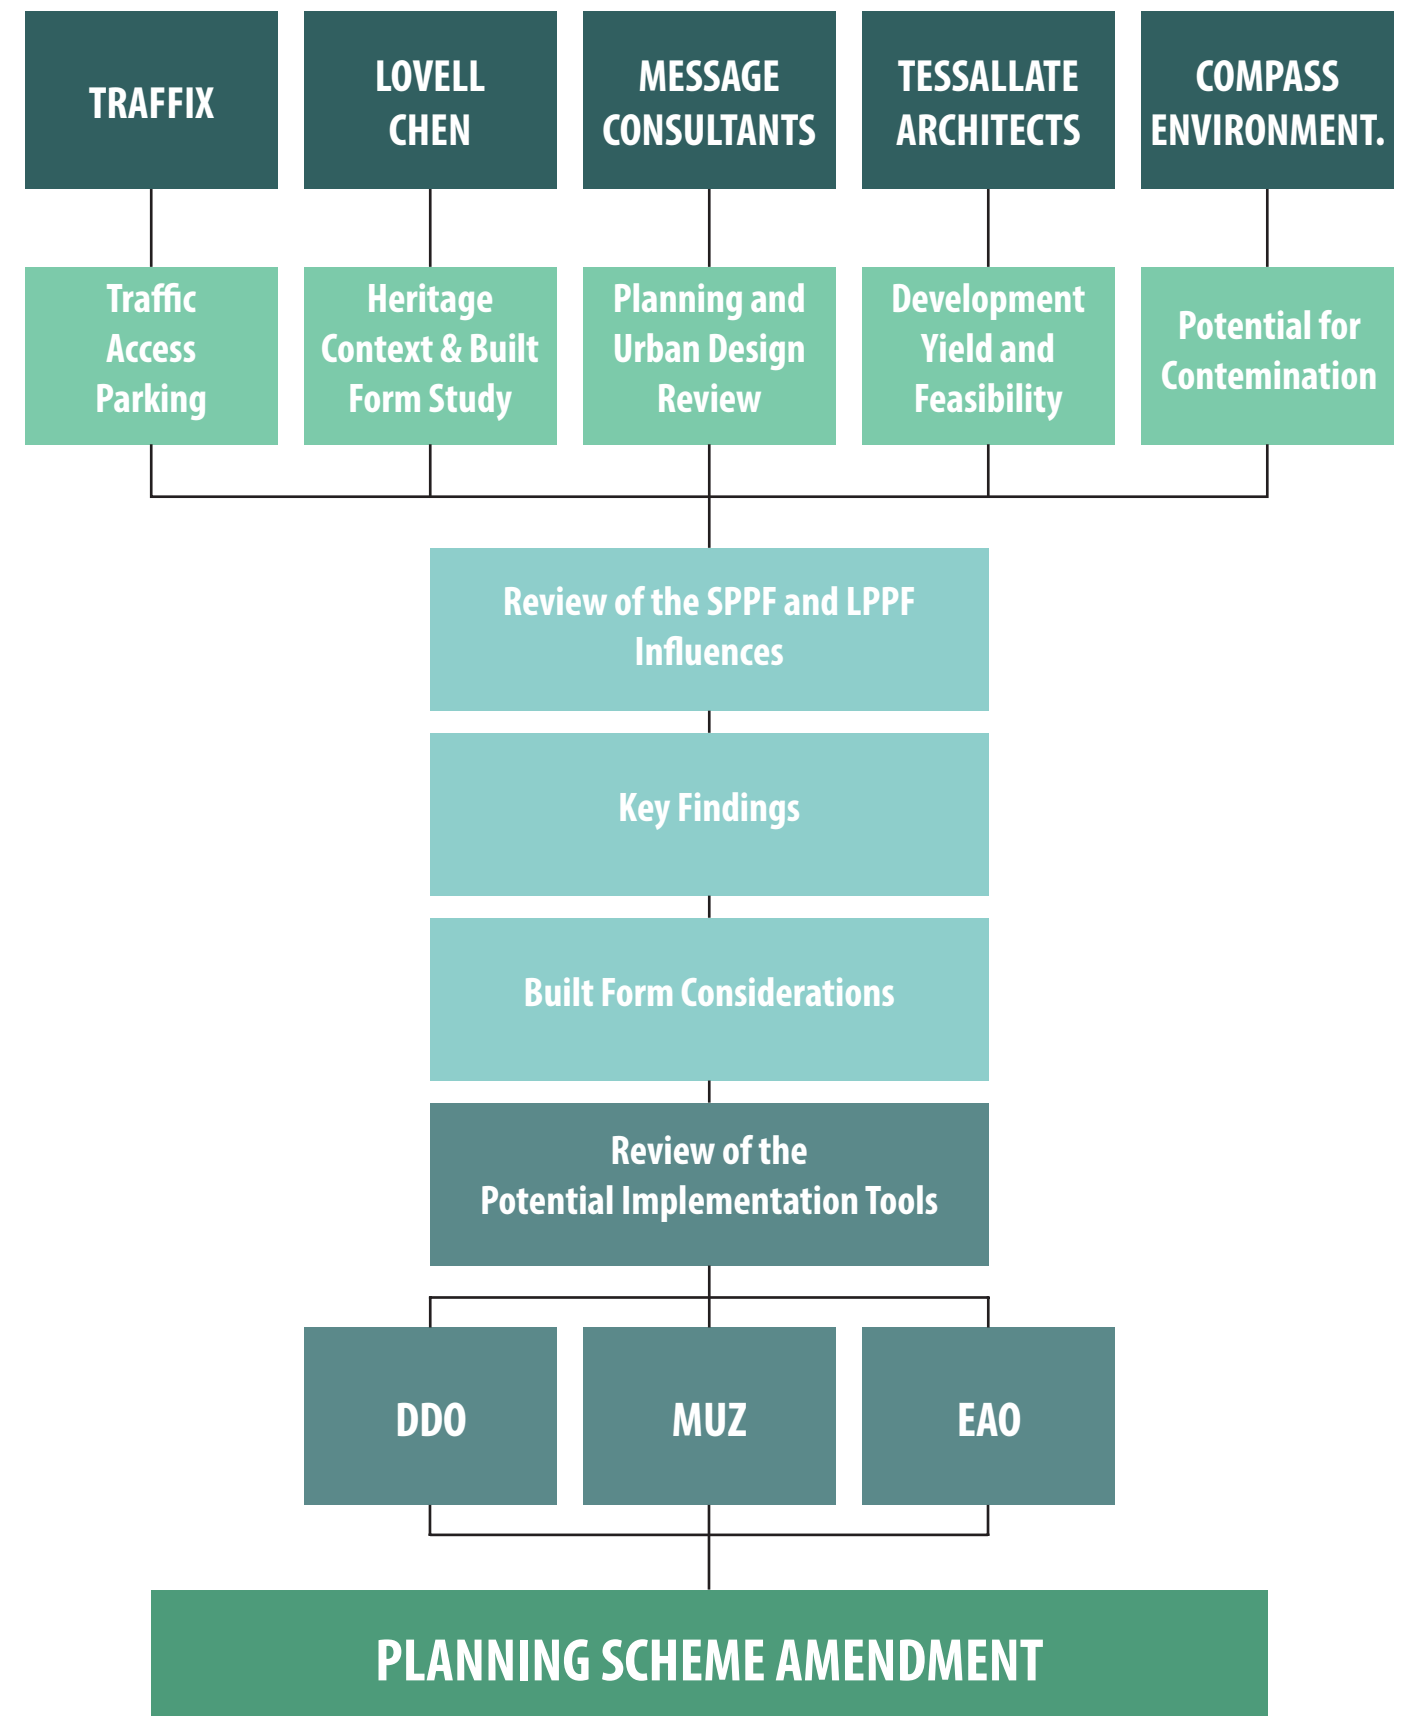 TRAFFIX
LOVELL
CHEN
MESSAGE
CONSULTANTS
TESSALLATE
ARCHITECTS
COMPASS
ENVIRONMENT.
Traffic
Access
Parking
Heritage
Context & Built
Form Study
Planning and
Urban Design
Review
Development
Yield and
Feasibility
Potential for
Contemination
Review of the SPPF and LPPF
Influences
Key Findings
Built Form Considerations
Review of the
Potential Implementation Tools
DDO
MUZ
EAO
PLANNING SCHEME AMENDMENT